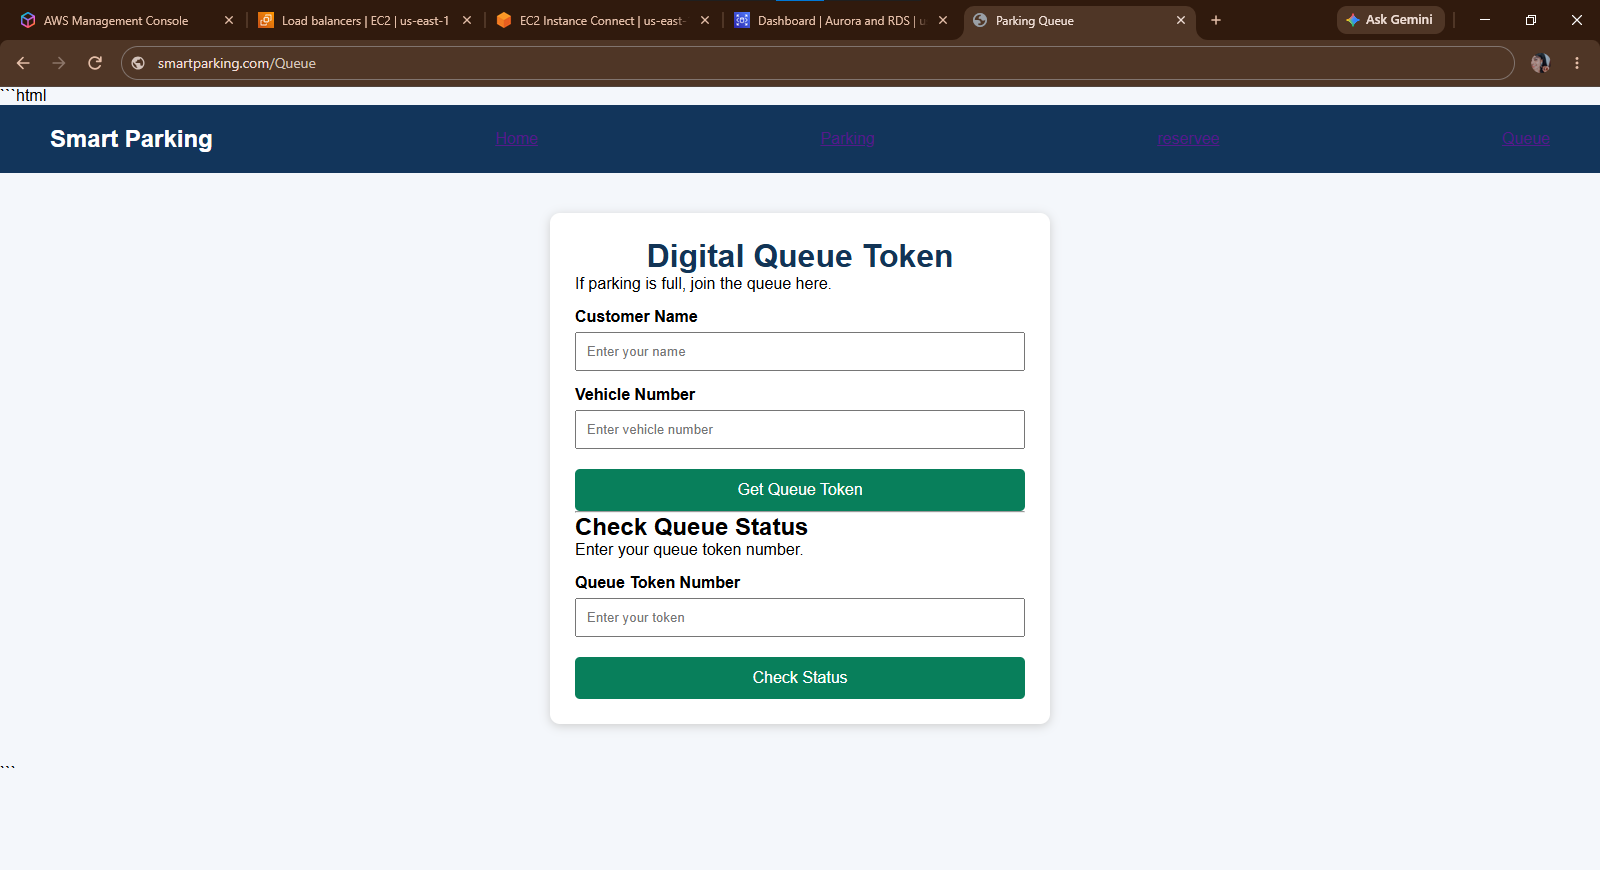 AWS Management Console
Load balancers | EC2 | us-east-1
EC2 Instance Connect | us-east-
Dashboard | Aurora and RDS | u
Parking Queue
Ask Gemini
smartparking.com/Queue
```html
Smart Parking
Home
Parking
reservee
Queue
Digital Queue Token
If parking is full, join the queue here.
Customer Name
Enter your name
Vehicle Number
Enter vehicle number
Get Queue Token
Check Queue Status
Enter your queue token number.
Queue Token Number
Enter your token
Check Status
```